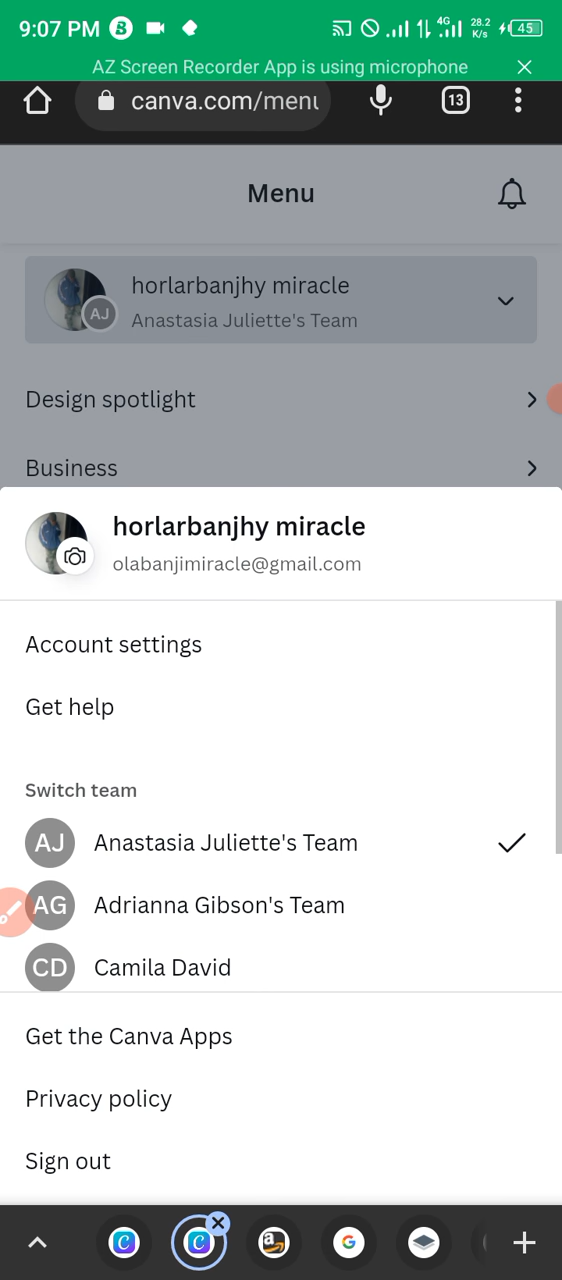 9:07 PM B 4G 28.2 K/s 45
AZ Screen Recorder App is using microphone
canva.com/menu 13
Menu
horlarbanjhy miracle
AJ
Anastasia Juliette's Team
Design spotlight
Business
horlarbanjhy miracle
olabanjimiracle@gmail.com
Account settings
Get help
Switch team
AJ Anastasia Juliette's Team
AG Adrianna Gibson's Team
CD Camila David
Get the Canva Apps
Privacy policy
Sign out
C C a G